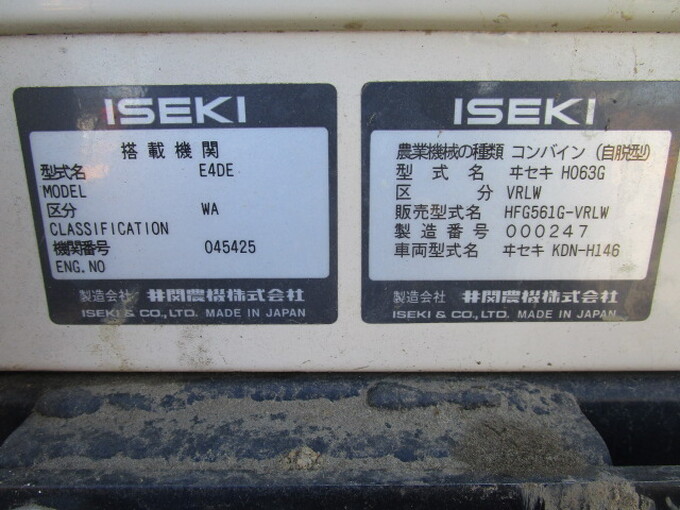 ISEKI
搭載機関
型式名 E4DE
MODEL
区分 WA
CLASSIFICATION
機関番号 045425
ENG.NO
製造会社 井関農機株式会社
ISEKI & CO., LTD. MADE IN JAPAN
ISEKI
農業機械の種類 コンバイン(自脱型)
型式名 ヰセキ HO63G
区分 VRLW
販売型式名 HFG561G-VRLW
製造番号 000247
車両型式名 ヰセキ KDN-H146
製造会社 井関農機株式会社
ISEKI & CO., LTD. MADE IN JAPAN